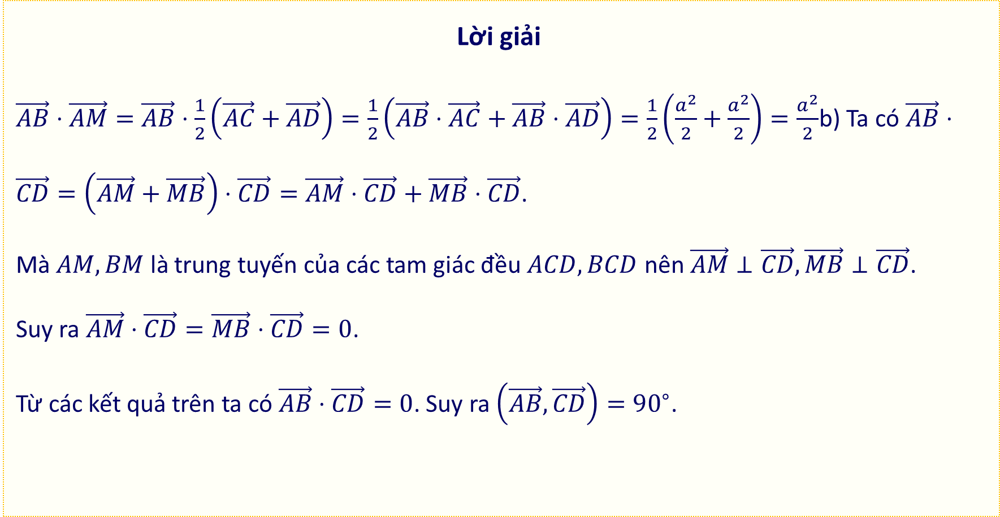 Lời giải
$\overrightarrow{AB} \cdot \overrightarrow{AM} = \overrightarrow{AB} \cdot \frac{1}{2}\left(\overrightarrow{AC} + \overrightarrow{AD}\right) = \frac{1}{2}\left(\overrightarrow{AB} \cdot \overrightarrow{AC} + \overrightarrow{AB} \cdot \overrightarrow{AD}\right) = \frac{1}{2}\left(\frac{a^2}{2} + \frac{a^2}{2}\right) = \frac{a^2}{2}$b) Ta có $\overrightarrow{AB} \cdot$
$\overrightarrow{CD} = \left(\overrightarrow{AM} + \overrightarrow{MB}\right) \cdot \overrightarrow{CD} = \overrightarrow{AM} \cdot \overrightarrow{CD} + \overrightarrow{MB} \cdot \overrightarrow{CD}$.
Mà $AM, BM$ là trung tuyến của các tam giác đều $ACD, BCD$ nên $\overrightarrow{AM} \perp \overrightarrow{CD}, \overrightarrow{MB} \perp \overrightarrow{CD}$.
Suy ra $\overrightarrow{AM} \cdot \overrightarrow{CD} = \overrightarrow{MB} \cdot \overrightarrow{CD} = 0$.
Từ các kết quả trên ta có $\overrightarrow{AB} \cdot \overrightarrow{CD} = 0$. Suy ra $\left(\overrightarrow{AB}, \overrightarrow{CD}\right) = 90^\circ$.